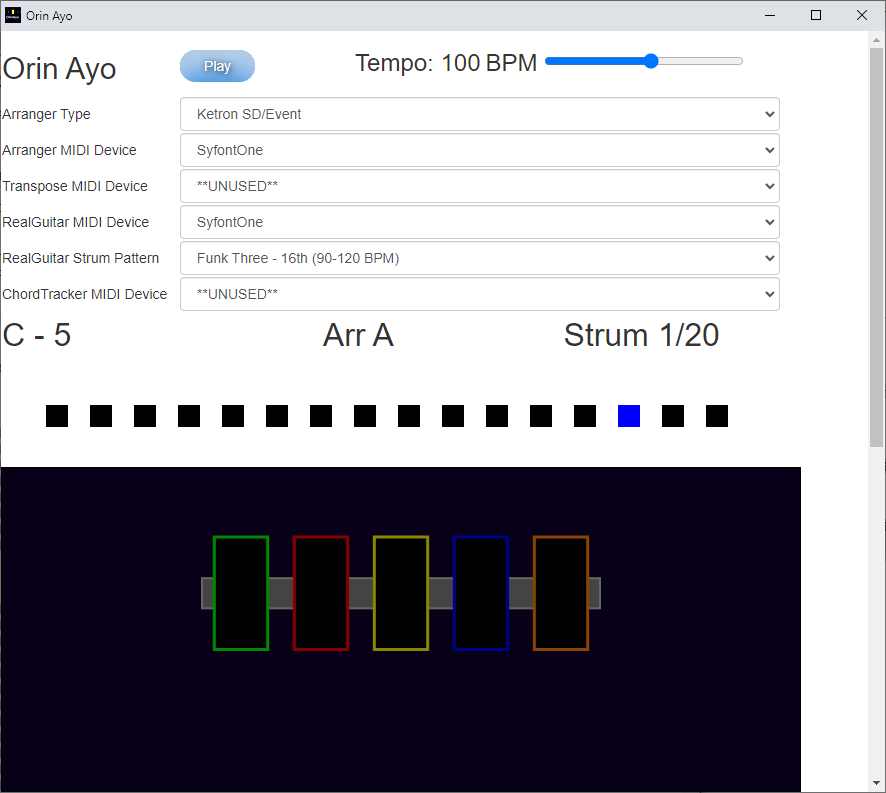 Orin Ayo
Orin Ayo
Play
Tempo: 100 BPM
Arranger Type
Ketron SD/Event
Arranger MIDI Device
SyfontOne
Transpose MIDI Device
**UNUSED**
RealGuitar MIDI Device
SyfontOne
RealGuitar Strum Pattern
Funk Three - 16th (90-120 BPM)
ChordTracker MIDI Device
**UNUSED**
C - 5
Arr A
Strum 1/20